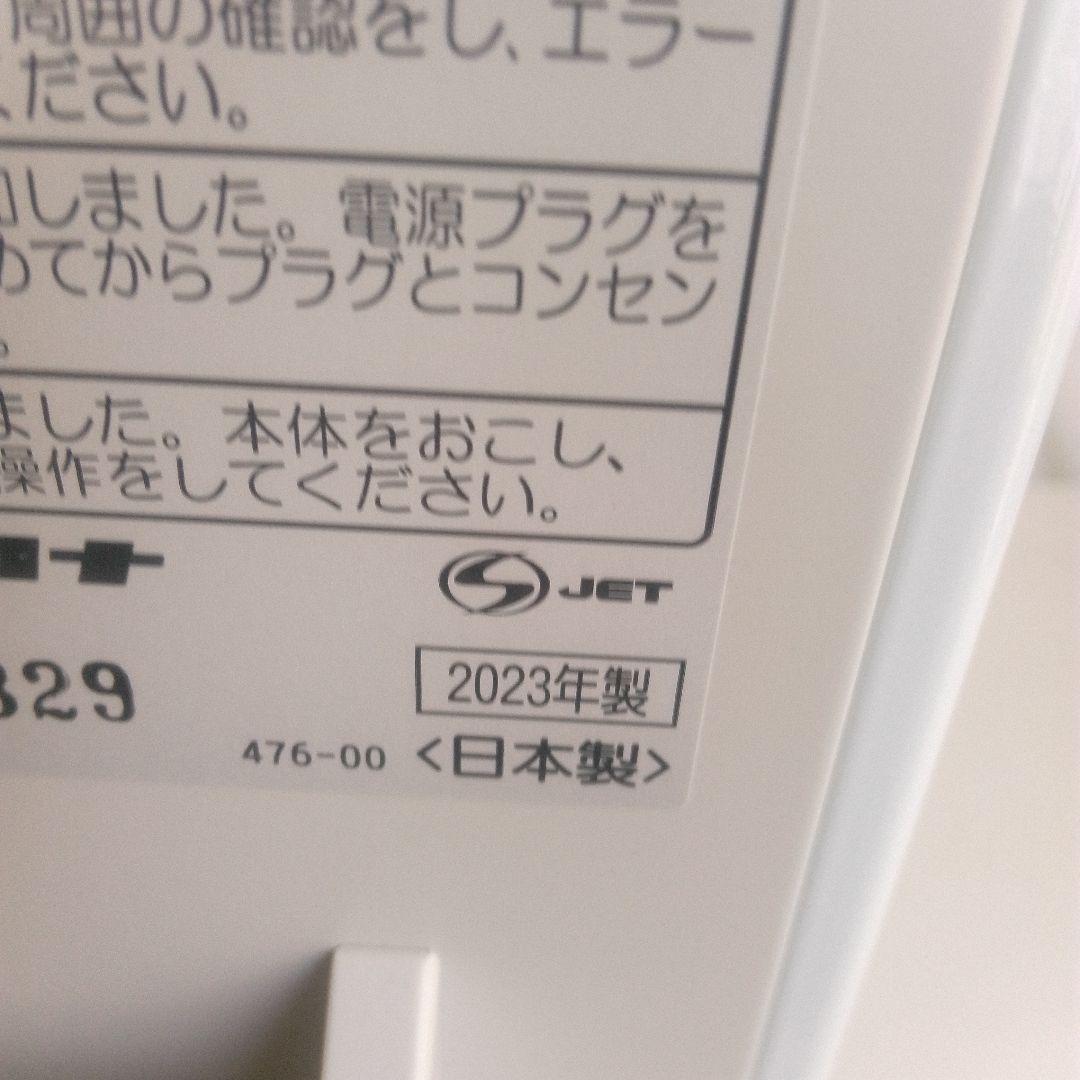 周囲の確認をし、エラー
ください。
しました。電源プラグを
てからプラグとコンセン
。
ました。本体をおこし、
操作をしてください。
S JET
329
2023年製
476-00 <日本製>